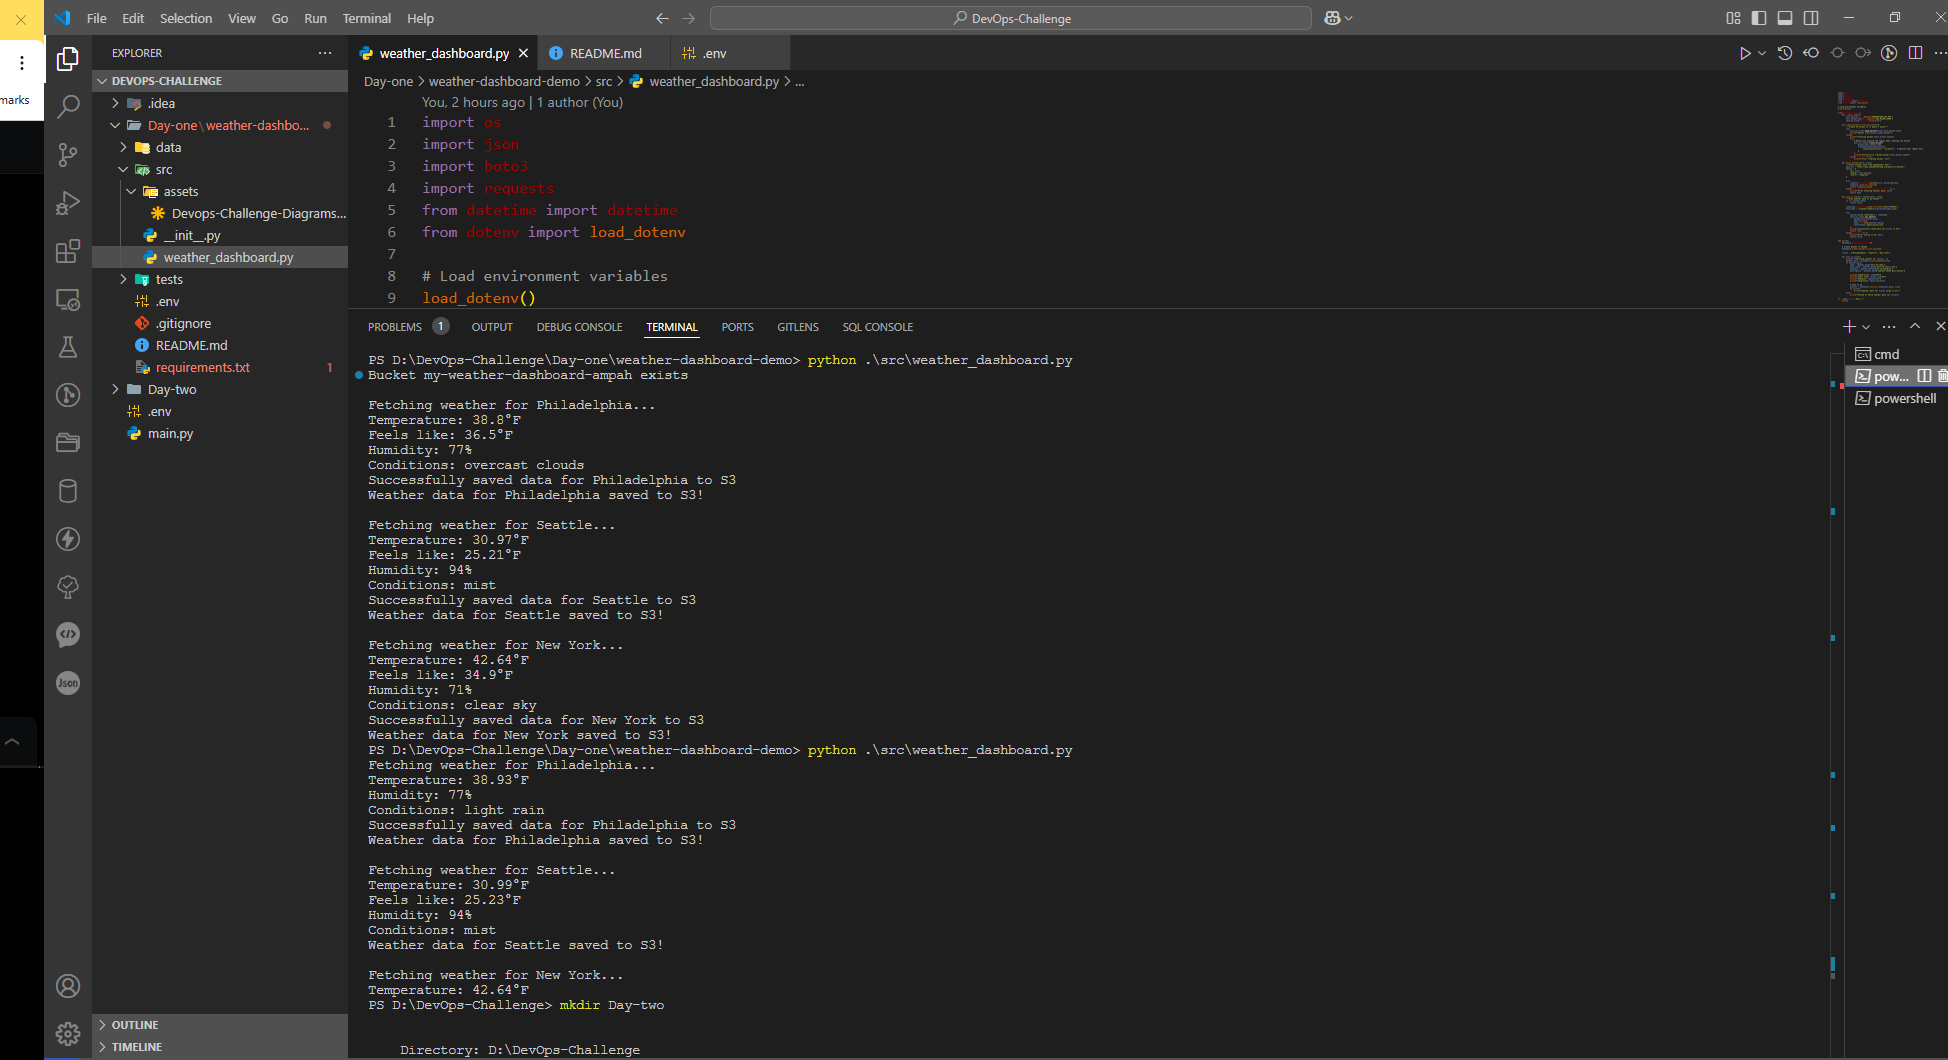 File Edit Selection View Go Run Terminal Help
DevOps-Challenge
marks
EXPLORER
DEVOPS-CHALLENGE
.idea
Day-one\weather-dashbo...
data
src
assets
Devops-Challenge-Diagrams...
__init__.py
weather_dashboard.py
tests
.env
.gitignore
README.md
requirements.txt 1
Day-two
.env
main.py
Json
OUTLINE
TIMELINE
weather_dashboard.py README.md .env
Day-one > weather-dashboard-demo > src > weather_dashboard.py > ...
You, 2 hours ago | 1 author (You)
1 import os
2 import json
3 import boto3
4 import requests
5 from datetime import datetime
6 from dotenv import load_dotenv
7
8 # Load environment variables
9 load_dotenv()
PROBLEMS 1 OUTPUT DEBUG CONSOLE TERMINAL PORTS GITLENS SQL CONSOLE
PS D:\DevOps-Challenge\Day-one\weather-dashboard-demo> python .\src\weather_dashboard.py
Bucket my-weather-dashboard-ampah exists
Fetching weather for Philadelphia...
Temperature: 38.8°F
Feels like: 36.5°F
Humidity: 77%
Conditions: overcast clouds
Successfully saved data for Philadelphia to S3
Weather data for Philadelphia saved to S3!
Fetching weather for Seattle...
Temperature: 30.97°F
Feels like: 25.21°F
Humidity: 94%
Conditions: mist
Successfully saved data for Seattle to S3
Weather data for Seattle saved to S3!
Fetching weather for New York...
Temperature: 42.64°F
Feels like: 34.9°F
Humidity: 71%
Conditions: clear sky
Successfully saved data for New York to S3
Weather data for New York saved to S3!
PS D:\DevOps-Challenge\Day-one\weather-dashboard-demo> python .\src\weather_dashboard.py
Fetching weather for Philadelphia...
Temperature: 38.93°F
Humidity: 77%
Conditions: light rain
Successfully saved data for Philadelphia to S3
Weather data for Philadelphia saved to S3!
Fetching weather for Seattle...
Temperature: 30.99°F
Feels like: 25.23°F
Humidity: 94%
Conditions: mist
Weather data for Seattle saved to S3!
Fetching weather for New York...
Temperature: 42.64°F
PS D:\DevOps-Challenge> mkdir Day-two
Directory: D:\DevOps-Challenge
cmd
pow...
powershell